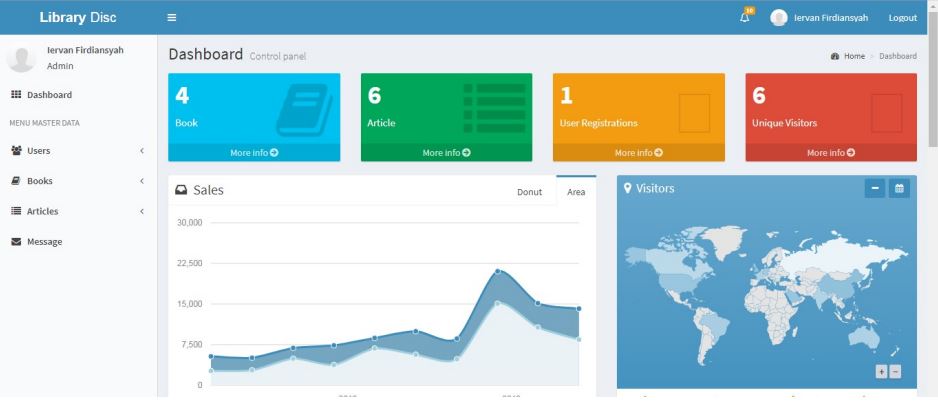 Library Disc
10
Iervan Firdiansyah
Logout
Iervan Firdiansyah
Admin
Dashboard
MENU MASTER DATA
Users
Books
Articles
Message
Dashboard Control panel
Home > Dashboard
4
Book
More info
6
Article
More info
1
User Registrations
More info
6
Unique Visitors
More info
Sales
Donut
Area
30,000
22,500
15,000
7,500
0
Visitors
+
−